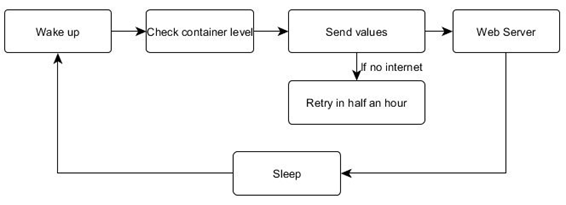 Wake up
Check container level
Send values
Web Server
If no internet
Retry in half an hour
Sleep